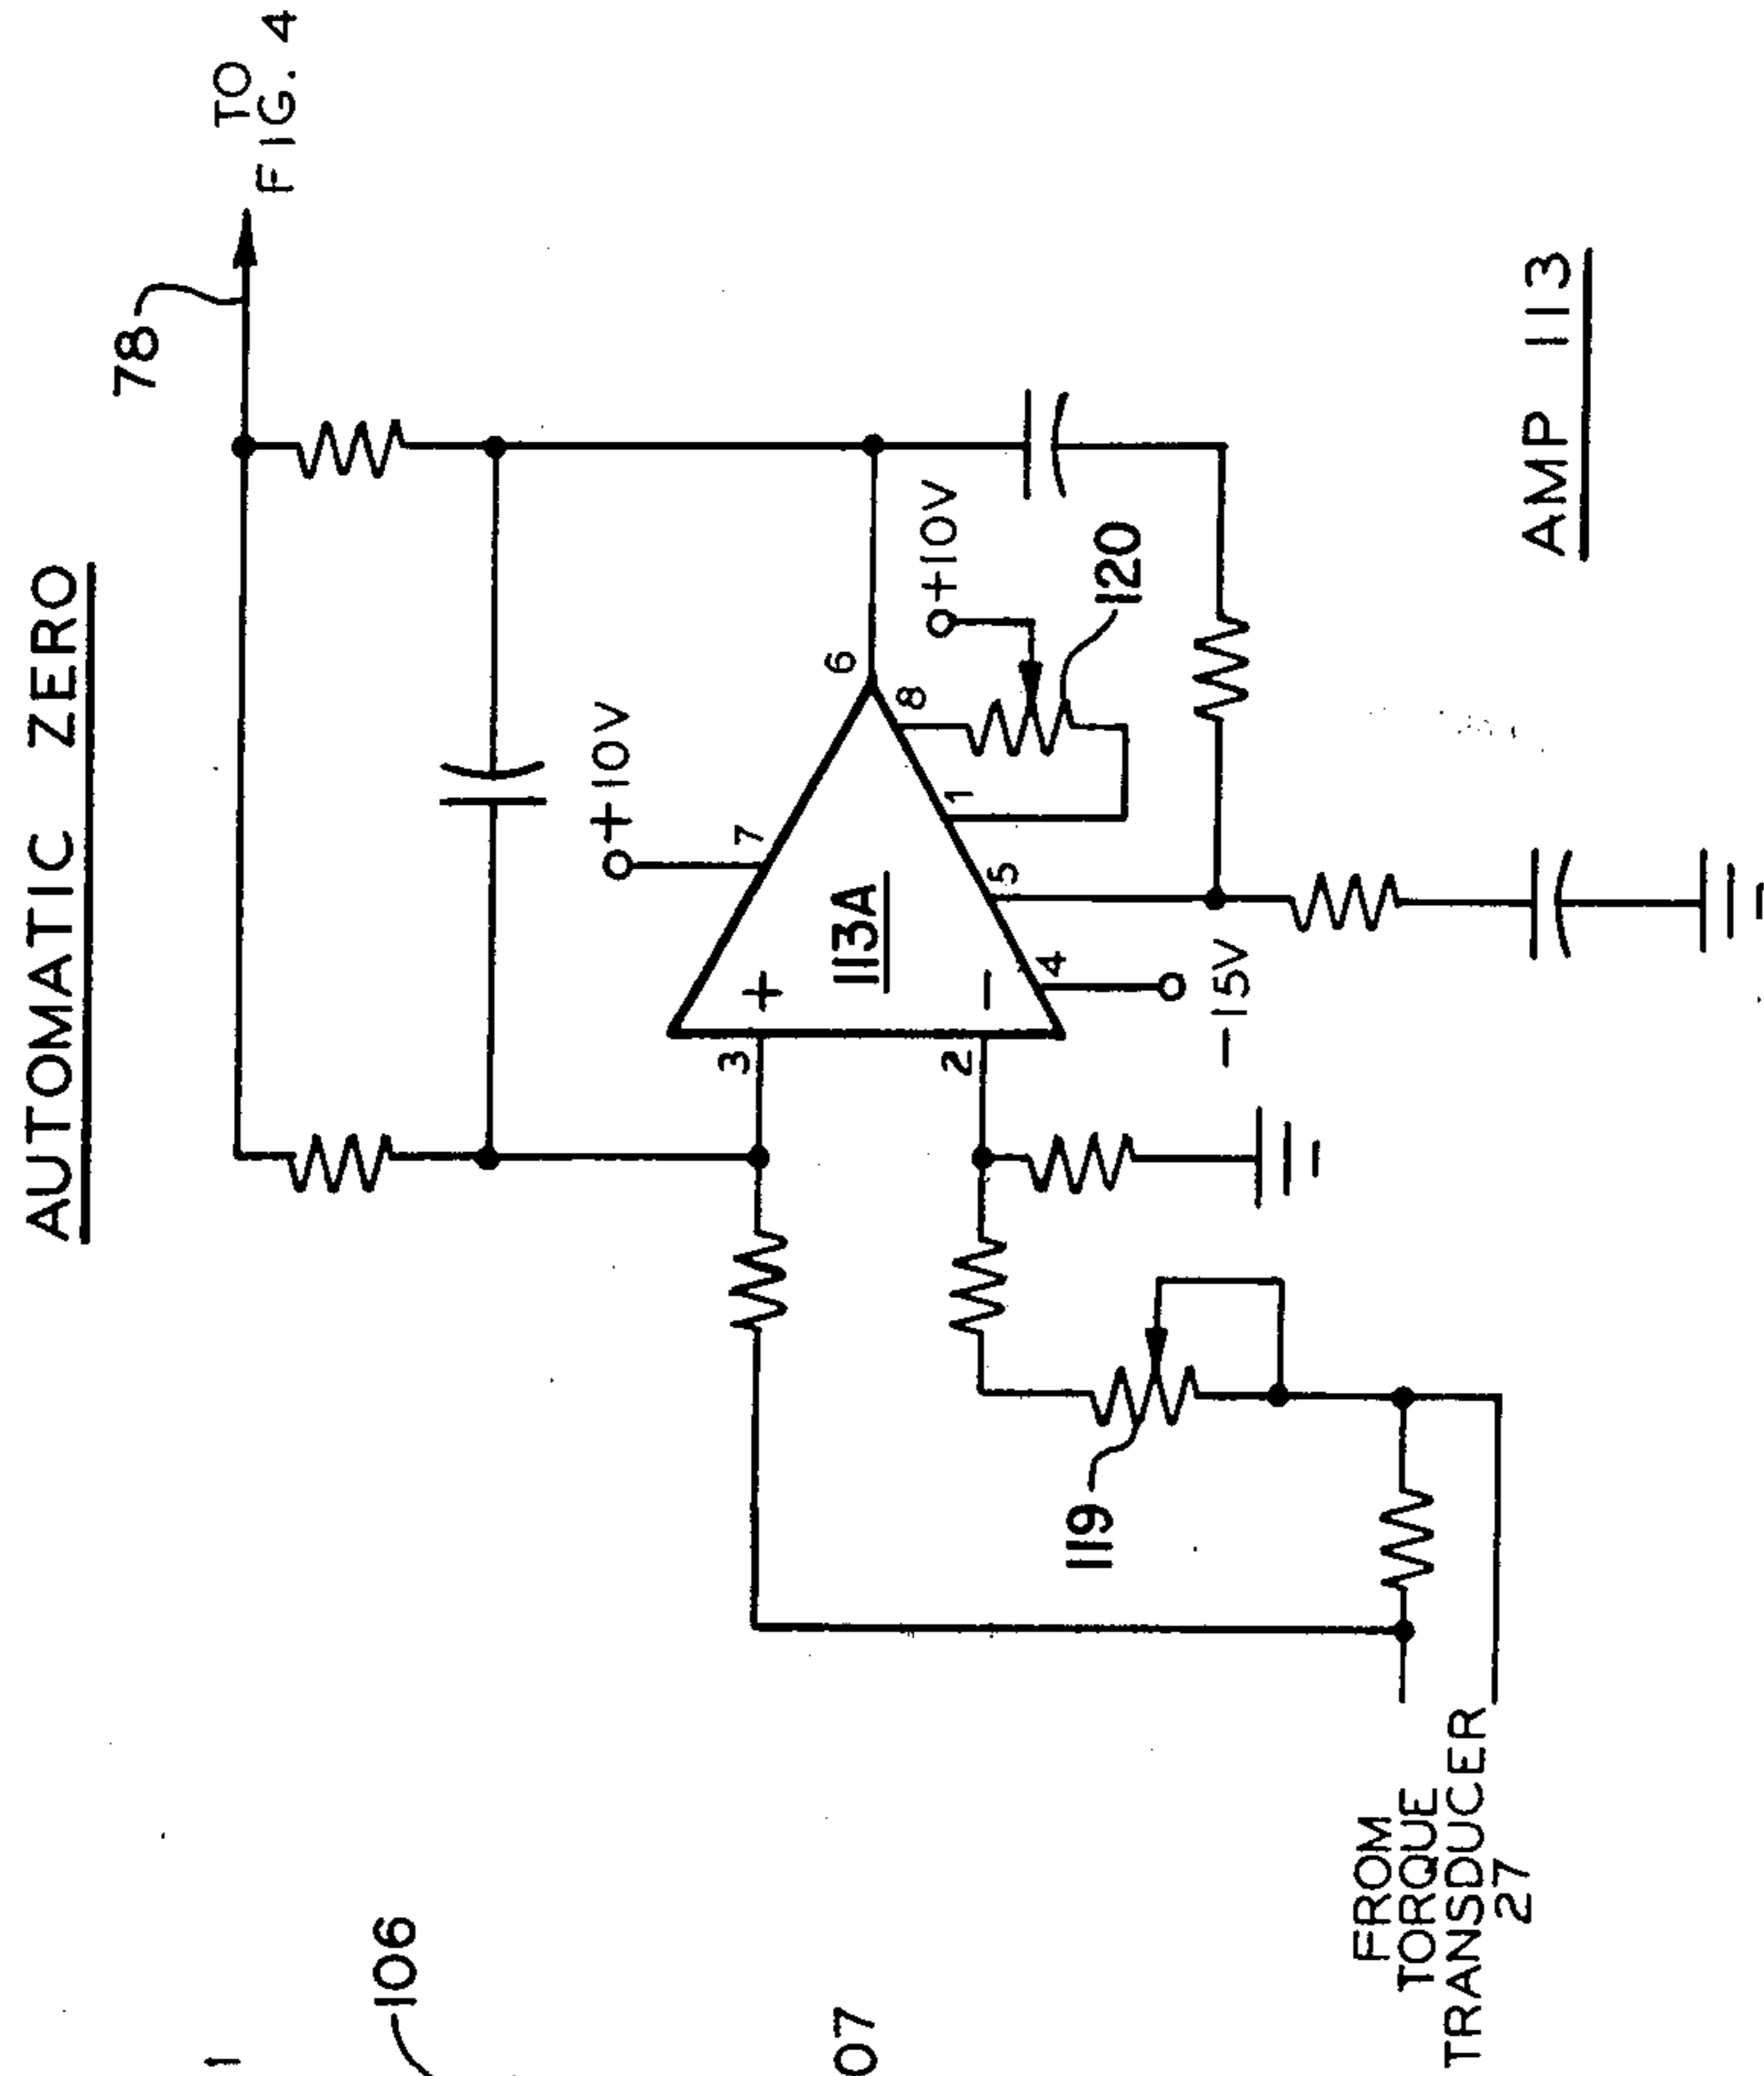 AUTOMATIC ZERO
78
TO
FIG. 4
+10V
7
3
+
113A
6
8
+10V
120
1
5
2
−
4
−15V
119
FROM
TORQUE
TRANSDUCER
27
AMP 113
106
07
1